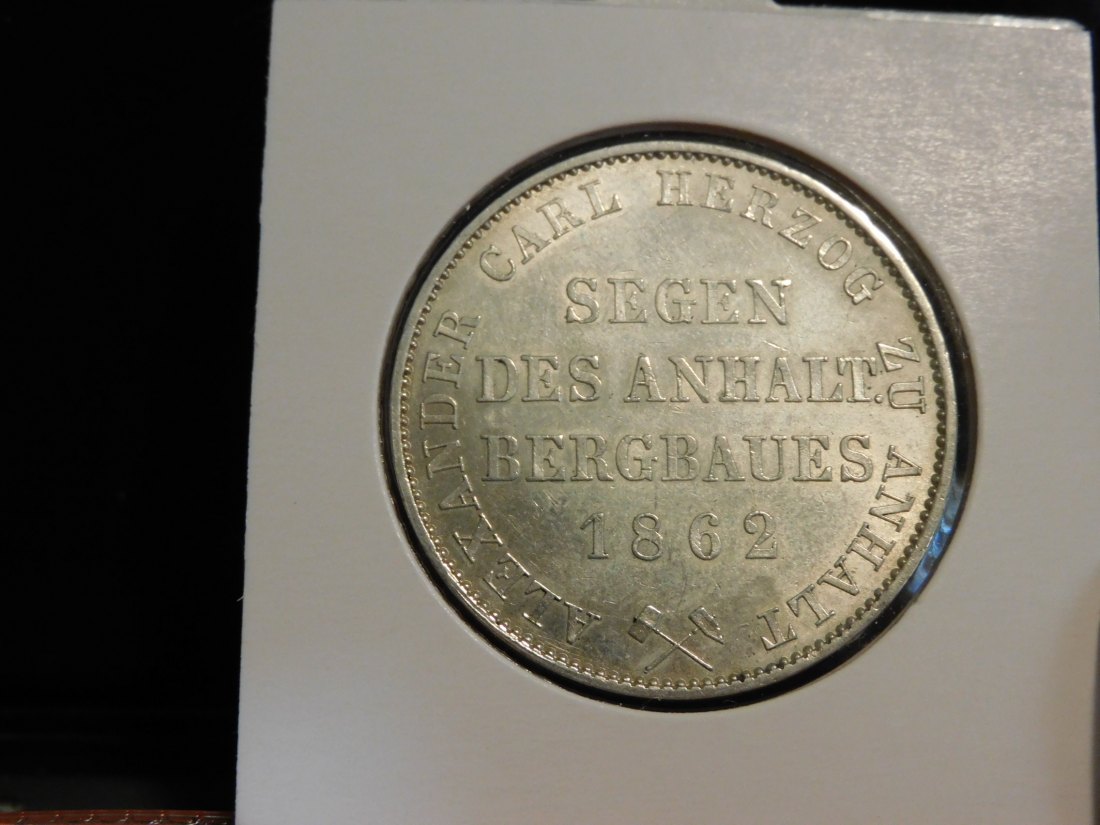 ALEXANDER CARL HERZOG ZU ANHALT
SEGEN
DES ANHALT.
BERGBAUES
1862